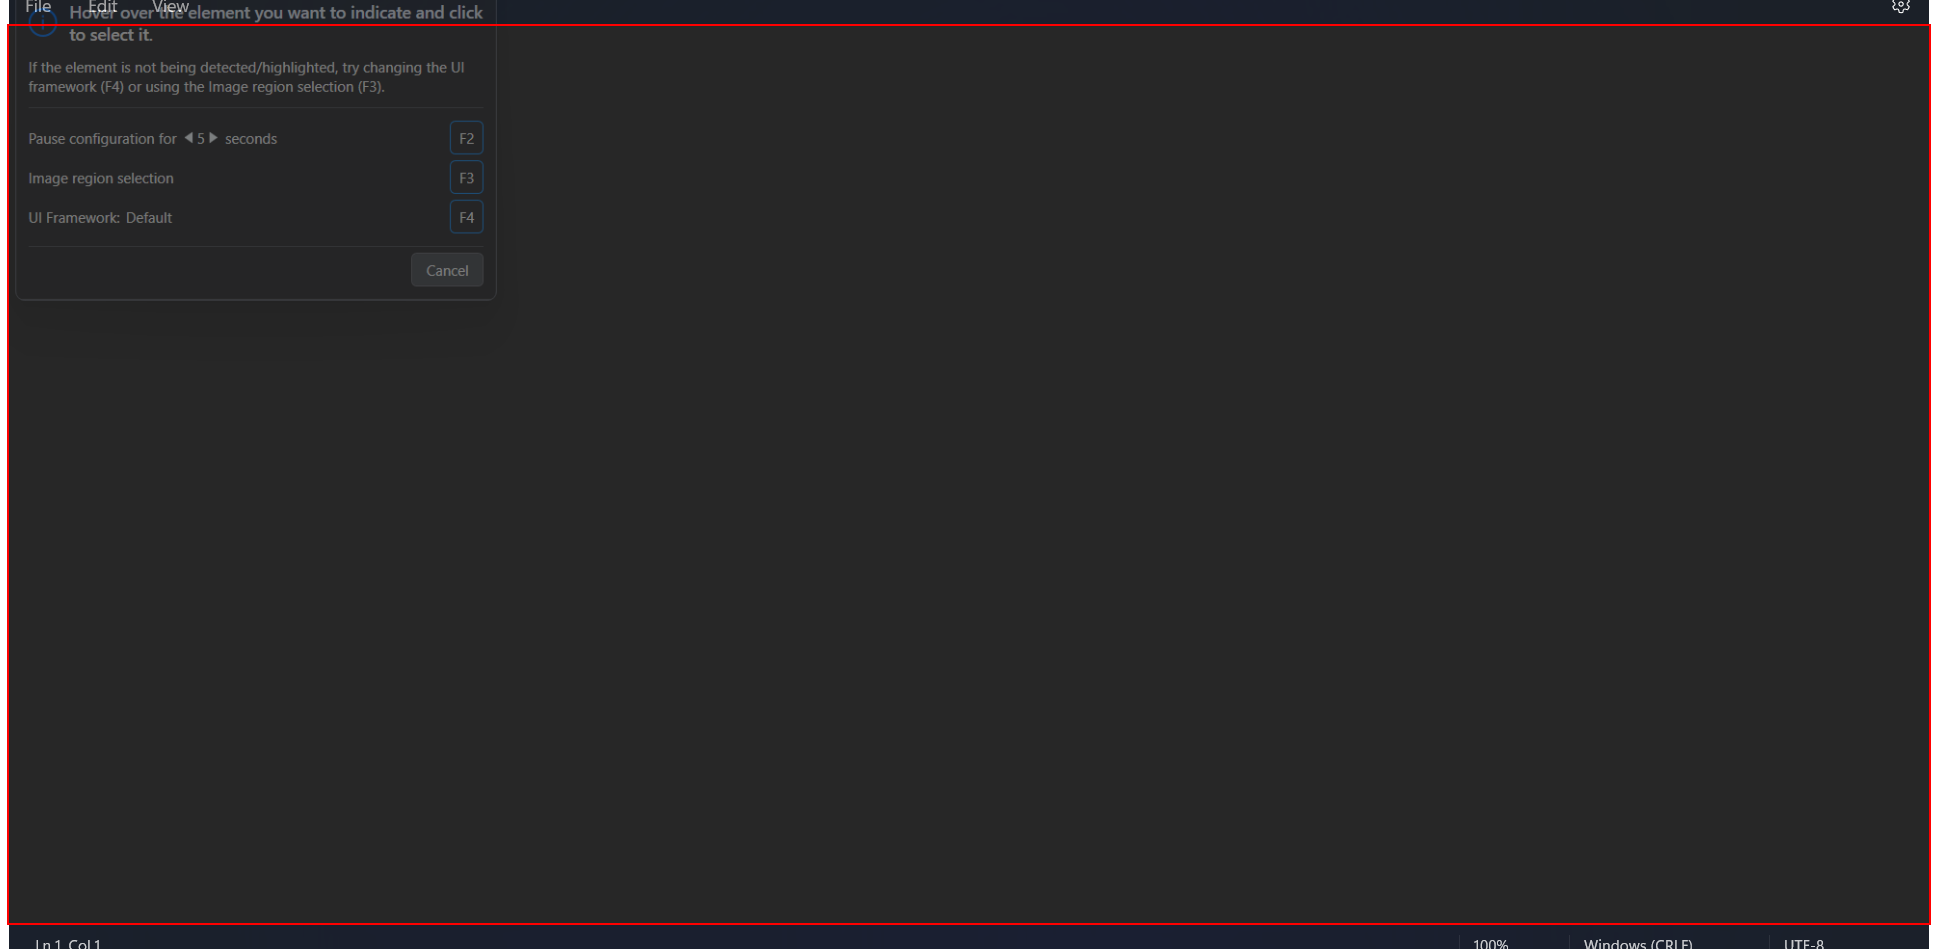 File Edit View
Hover over the element you want to indicate and click
to select it.
If the element is not being detected/highlighted, try changing the UI
framework (F4) or using the Image region selection (F3).
Pause configuration for 5 seconds F2
Image region selection F3
UI Framework: Default F4
Cancel
Ln 1, Col 1 100% Windows (CRLF) UTF-8